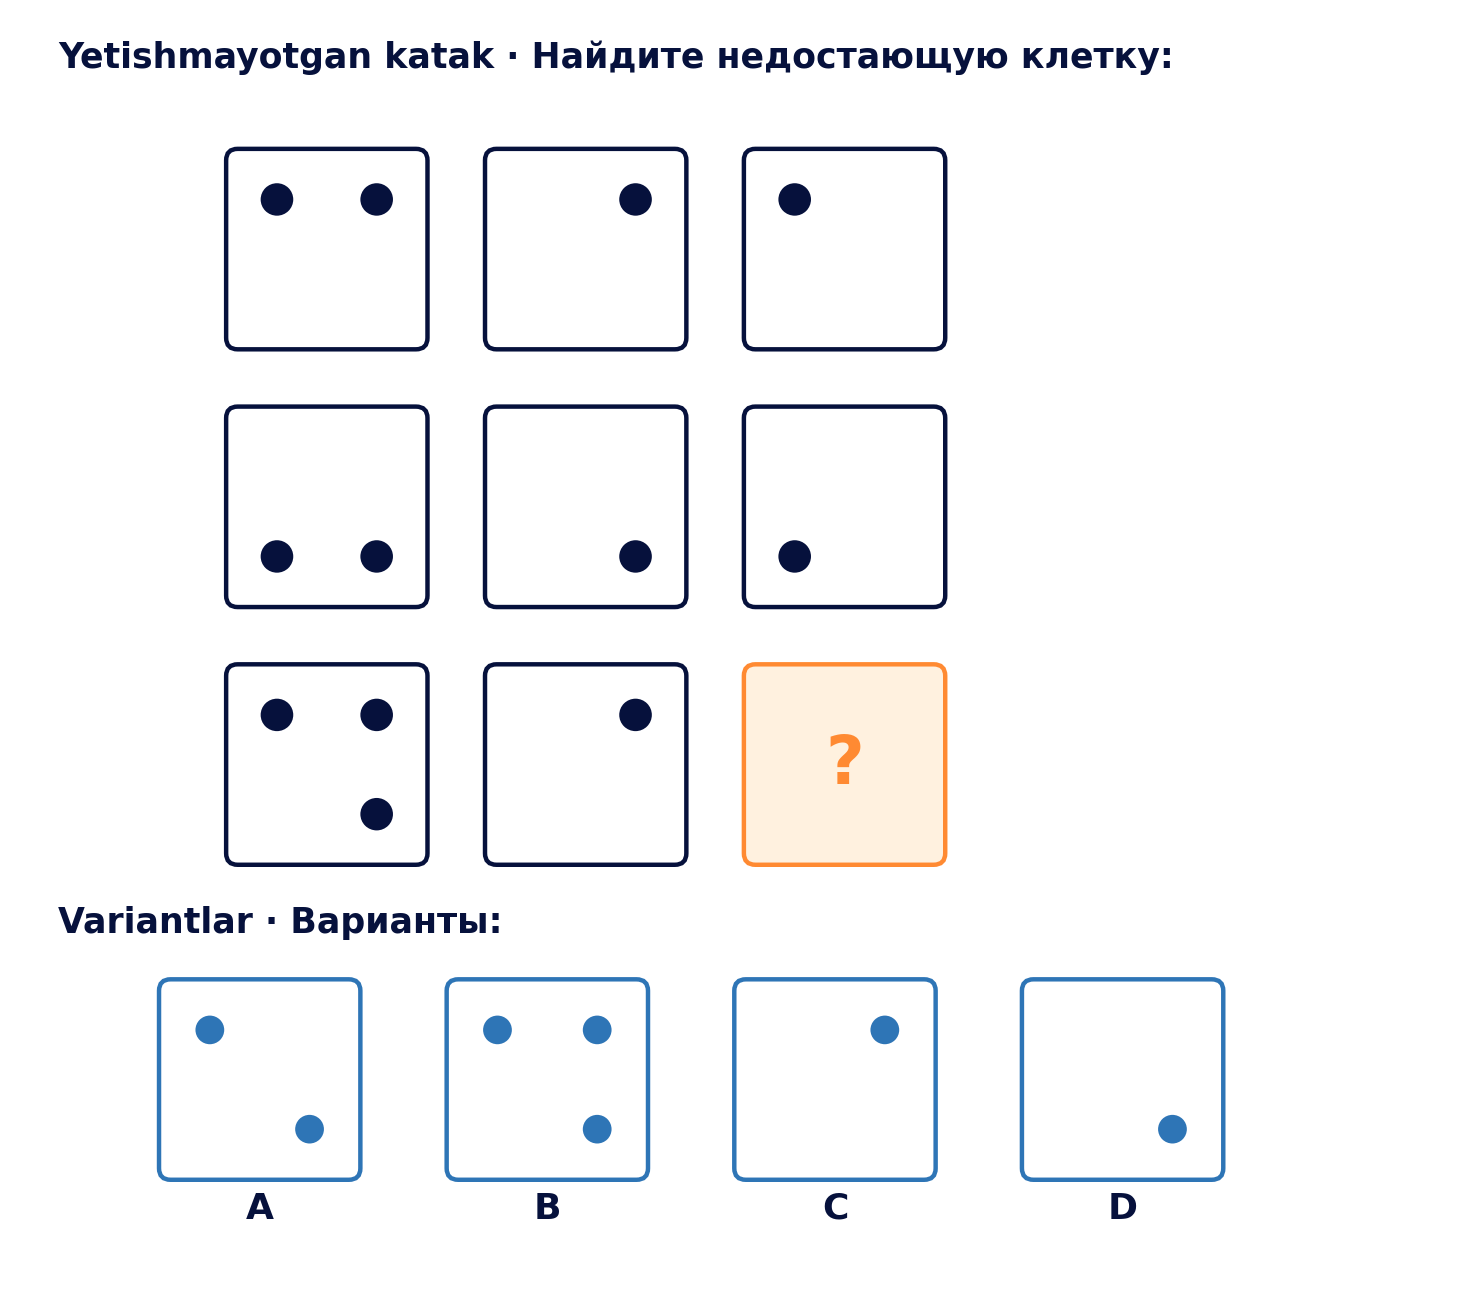 Yetishmayotgan katak · Найдите недостающую клетку:
?
Variantlar · Варианты:
A B C D